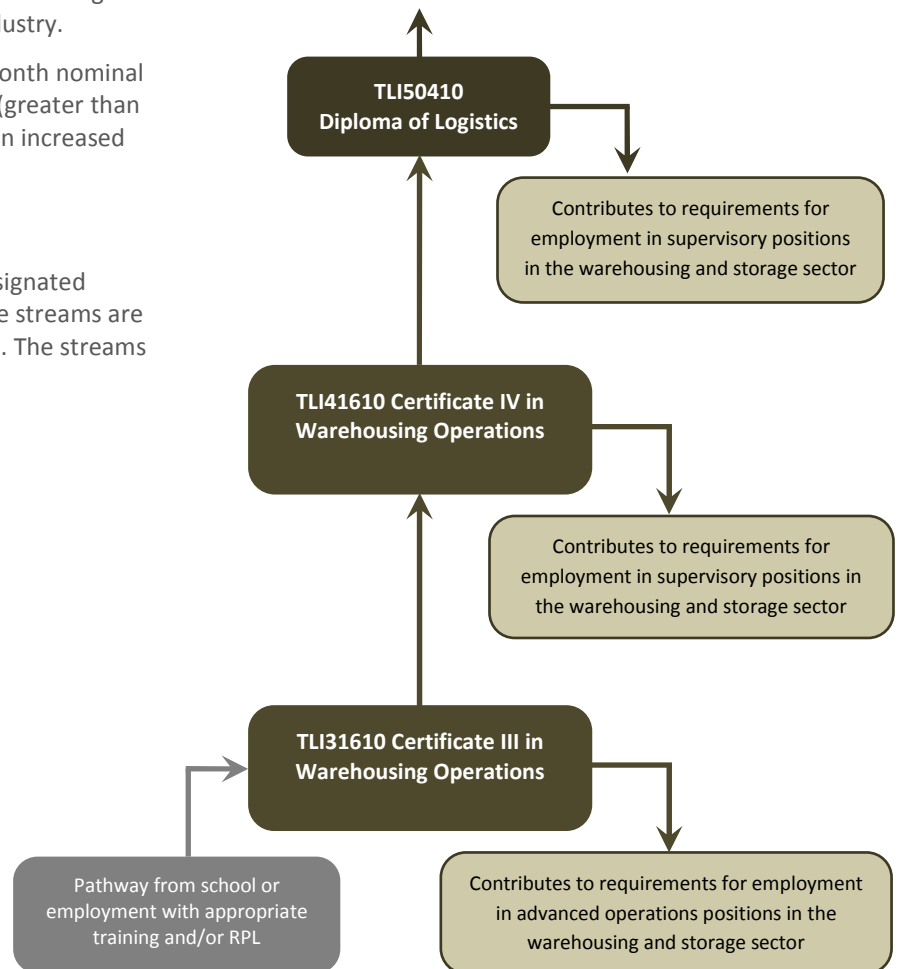 dustry.
onth nominal
(greater than
n increased
signated
e streams are
. The streams
TLI50410
Diploma of Logistics
Contributes to requirements for
employment in supervisory positions
in the warehousing and storage sector
TLI41610 Certificate IV in
Warehousing Operations
Contributes to requirements for
employment in supervisory positions in
the warehousing and storage sector
TLI31610 Certificate III in
Warehousing Operations
Pathway from school or
employment with appropriate
training and/or RPL
Contributes to requirements for employment
in advanced operations positions in the
warehousing and storage sector